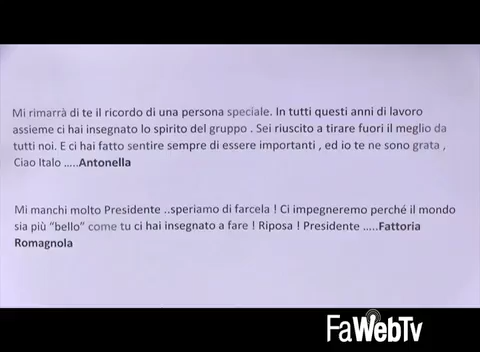 Mi rimarrà di te il ricordo di una persona speciale. In tutti questi anni di lavoro
assieme ci hai insegnato lo spirito del gruppo . Sei riuscito a tirare fuori il meglio da
tutti noi. E ci hai fatto sentire sempre di essere importanti , ed io te ne sono grata ,
Ciao Italo .....Antonella
Mi manchi molto Presidente ..speriamo di farcela ! Ci impegneremo perché il mondo
sia più “bello” come tu ci hai insegnato a fare ! Riposa ! Presidente .....Fattoria
Romagnola
FaWebTv